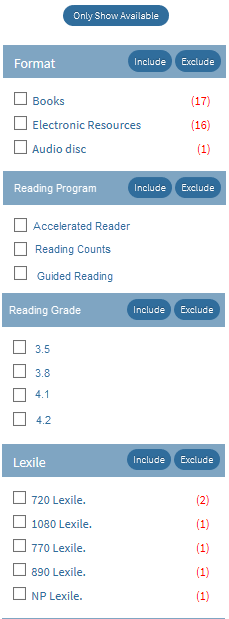 Only Show Available
Format Include Exclude
Books (17)
Electronic Resources (16)
Audio disc (1)
Reading Program Include Exclude
Accelerated Reader
Reading Counts
Guided Reading
Reading Grade Include Exclude
3.5
3.8
4.1
4.2
Lexile Include Exclude
720 Lexile. (2)
1080 Lexile. (1)
770 Lexile. (1)
890 Lexile. (1)
NP Lexile. (1)